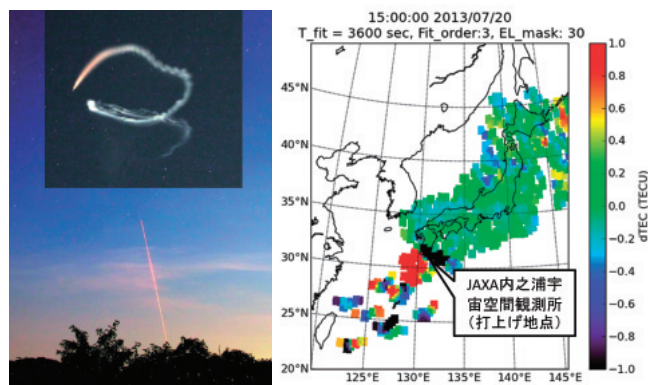 15:00:00 2013/07/20
T_fit = 3600 sec, Fit_order:3, EL_mask: 30
45°N
40°N
35°N
30°N
25°N
20°N
125°E
130°E
135°E
140°E
145°E
JAXA内之浦宇
宙空間観測所
（打上げ地点）
1.0
0.8
0.6
0.4
0.2
0.0
−0.2
−0.4
−0.6
−0.8
−1.0
dTEC (TECU)